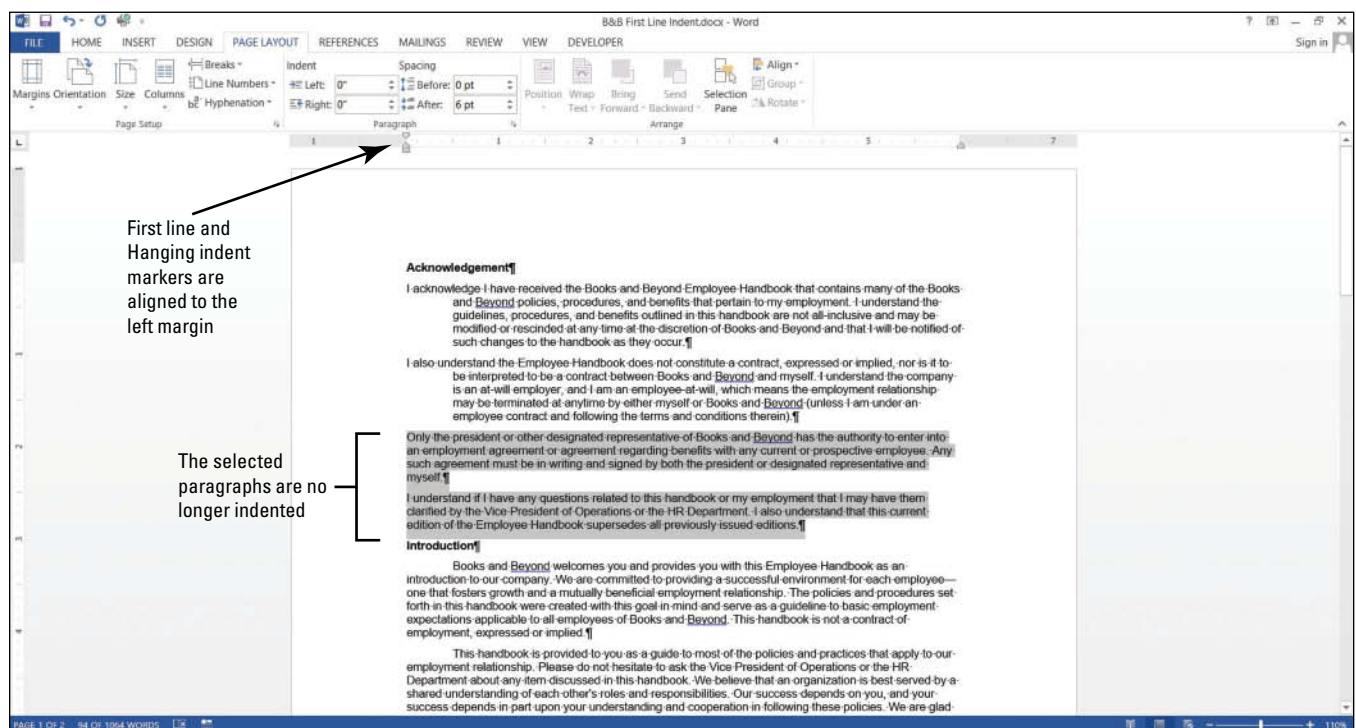 B&B First Line Indent.docx - Word
FILE HOME INSERT DESIGN PAGE LAYOUT REFERENCES MAILINGS REVIEW VIEW DEVELOPER Sign in
Margins Orientation Size Columns
Breaks
Line Numbers
Hyphenation
Page Setup
Indent
Left: 0"
Right: 0"
Spacing
Before: 0 pt
After: 6 pt
Paragraph
Position Wrap Text Bring Forward Send Backward Selection Pane
Align
Group
Rotate
Arrange
1 1 2 3 4 5 7
First line and
Hanging indent
markers are
aligned to the
left margin
Acknowledgement¶
I acknowledge I have received the Books and Beyond Employee Handbook that contains many of the Books
and Beyond policies, procedures, and benefits that pertain to my employment. I understand the
guidelines, procedures, and benefits outlined in this handbook are not all-inclusive and may be
modified or rescinded at any time at the discretion of Books and Beyond and that I will be notified of
such changes to the handbook as they occur.¶
I also understand the Employee Handbook does not constitute a contract, expressed or implied, nor is it to
be interpreted to be a contract between Books and Beyond and myself. I understand the company
is an at-will employer, and I am an employee-at-will, which means the employment relationship
may be terminated at anytime by either myself or Books and Beyond (unless I am under an
employee contract and following the terms and conditions therein).¶
The selected
paragraphs are no
longer indented
Only the president or other designated representative of Books and Beyond has the authority to enter into
an employment agreement or agreement regarding benefits with any current or prospective employee. Any
such agreement must be in writing and signed by both the president or designated representative and
myself.¶
I understand if I have any questions related to this handbook or my employment that I may have them
clarified by the Vice President of Operations or the HR Department. I also understand that this current
edition of the Employee Handbook supersedes all previously issued editions.¶
Introduction¶
Books and Beyond welcomes you and provides you with this Employee Handbook as an
introduction to our company. We are committed to providing a successful environment for each employee—
one that fosters growth and a mutually beneficial employment relationship. The policies and procedures set
forth in this handbook were created with this goal in mind and serve as a guideline to basic employment
expectations applicable to all employees of Books and Beyond. This handbook is not a contract of
employment, expressed or implied.¶
This handbook is provided to you as a guide to most of the policies and practices that apply to our
employment relationship. Please do not hesitate to ask the Vice President of Operations or the HR
Department about any item discussed in this handbook. We believe that an organization is best served by a
shared understanding of each other's roles and responsibilities. Our success depends on you, and your
success depends in part upon your understanding and cooperation in following these policies. We are glad
PAGE 1 OF 2 94 OF 1064 WORDS 110%